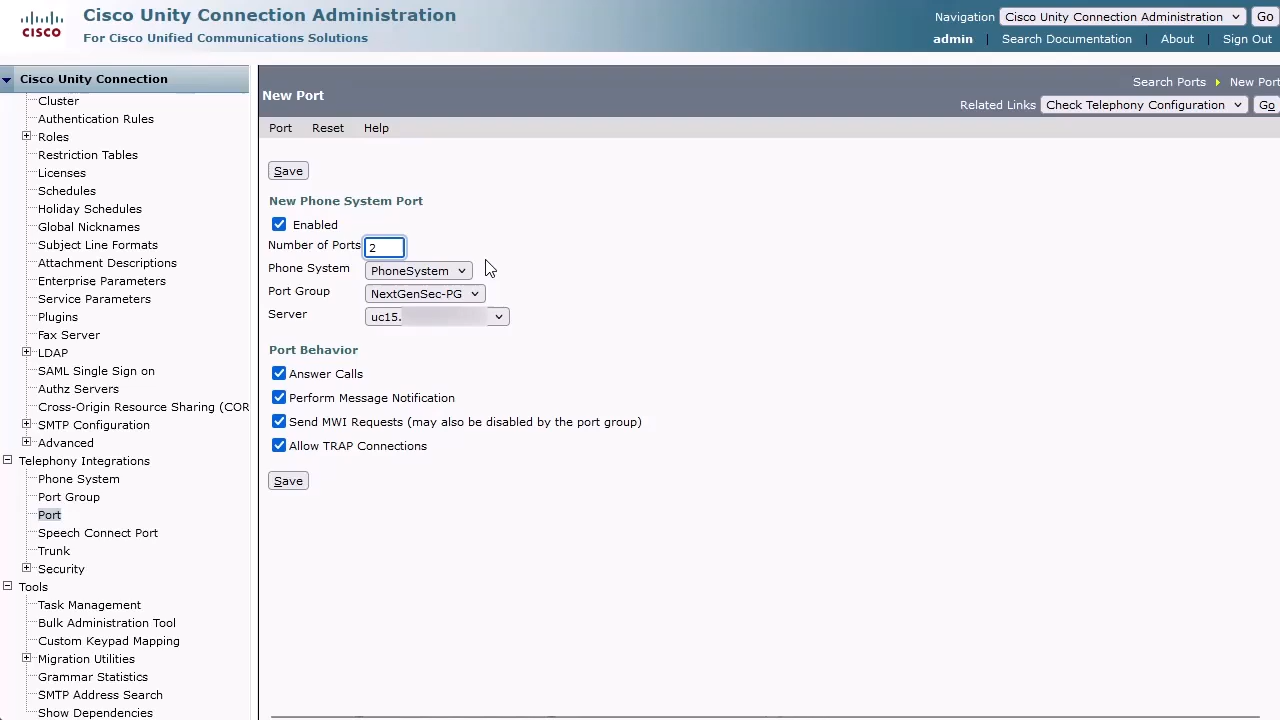 CISCO
Cisco Unity Connection Administration
For Cisco Unified Communications Solutions
Navigation Cisco Unity Connection Administration Go
admin | Search Documentation | About | Sign Out
Cisco Unity Connection
Cluster
Authentication Rules
Roles
Restriction Tables
Licenses
Schedules
Holiday Schedules
Global Nicknames
Subject Line Formats
Attachment Descriptions
Enterprise Parameters
Service Parameters
Plugins
Fax Server
LDAP
SAML Single Sign on
Authz Servers
Cross-Origin Resource Sharing (COR
SMTP Configuration
Advanced
Telephony Integrations
Phone System
Port Group
Port
Speech Connect Port
Trunk
Security
Tools
Task Management
Bulk Administration Tool
Custom Keypad Mapping
Migration Utilities
Grammar Statistics
SMTP Address Search
Show Dependencies
Search Ports New Port
New Port
Related Links Check Telephony Configuration Go
Port Reset Help
Save
New Phone System Port
Enabled
Number of Ports 2
Phone System PhoneSystem
Port Group NextGenSec-PG
Server uc15.
Port Behavior
Answer Calls
Perform Message Notification
Send MWI Requests (may also be disabled by the port group)
Allow TRAP Connections
Save